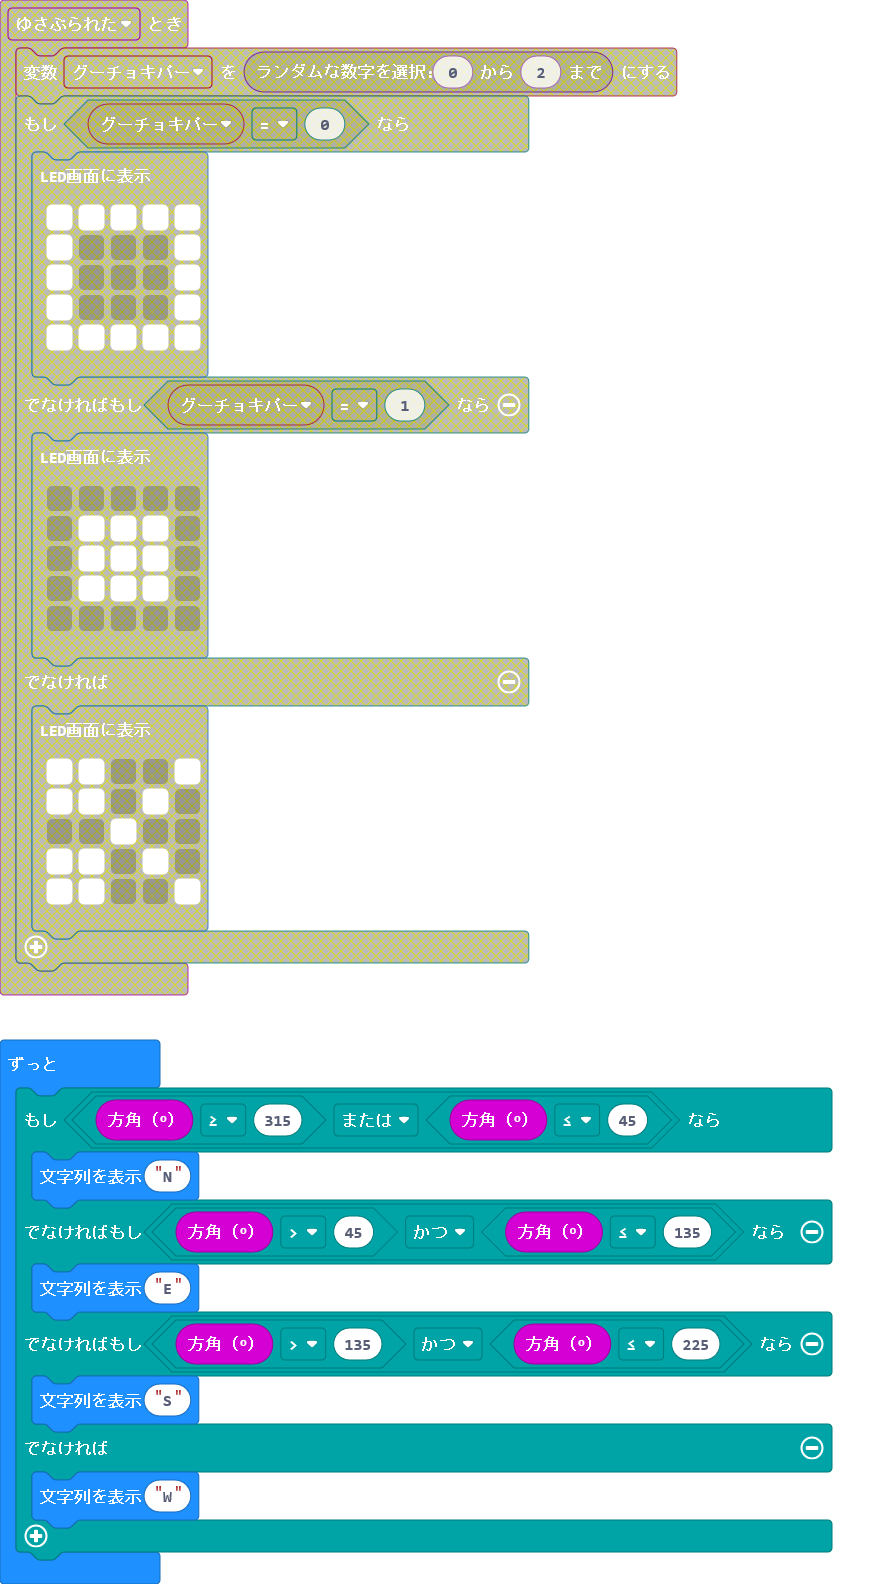 ゆさぶられた とき
変数 グーチョキパー を ランダムな数字を選択: 0 から 2 まで にする
もし グーチョキパー = 0 なら
LED画面に表示
でなければもし グーチョキパー = 1 なら
LED画面に表示
でなければ
LED画面に表示
ずっと
もし 方角 (°) ≥ 315 または 方角 (°) ≤ 45 なら
文字列を表示 "N"
でなければもし 方角 (°) > 45 かつ 方角 (°) ≤ 135 なら
文字列を表示 "E"
でなければもし 方角 (°) > 135 かつ 方角 (°) ≤ 225 なら
文字列を表示 "S"
でなければ
文字列を表示 "W"